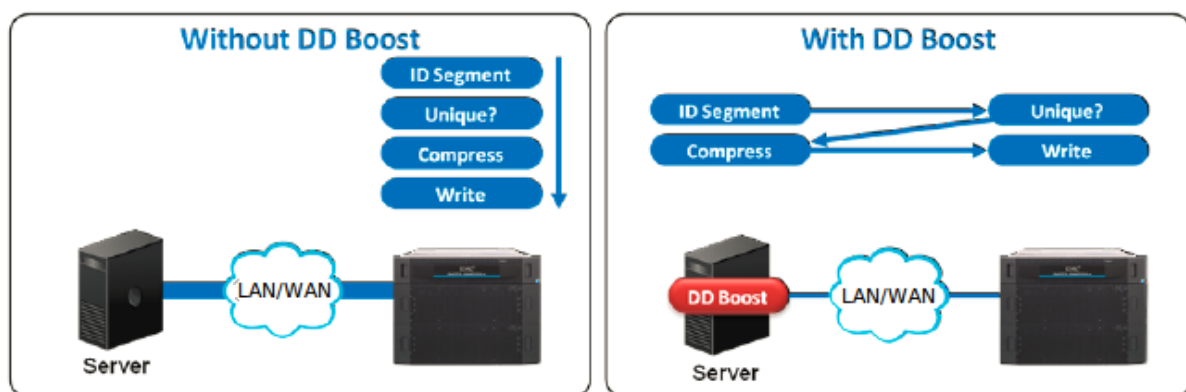 Without DD Boost
ID Segment
Unique?
Compress
Write
LAN/WAN
Server
With DD Boost
ID Segment
Unique?
Compress
Write
DD Boost
LAN/WAN
Server